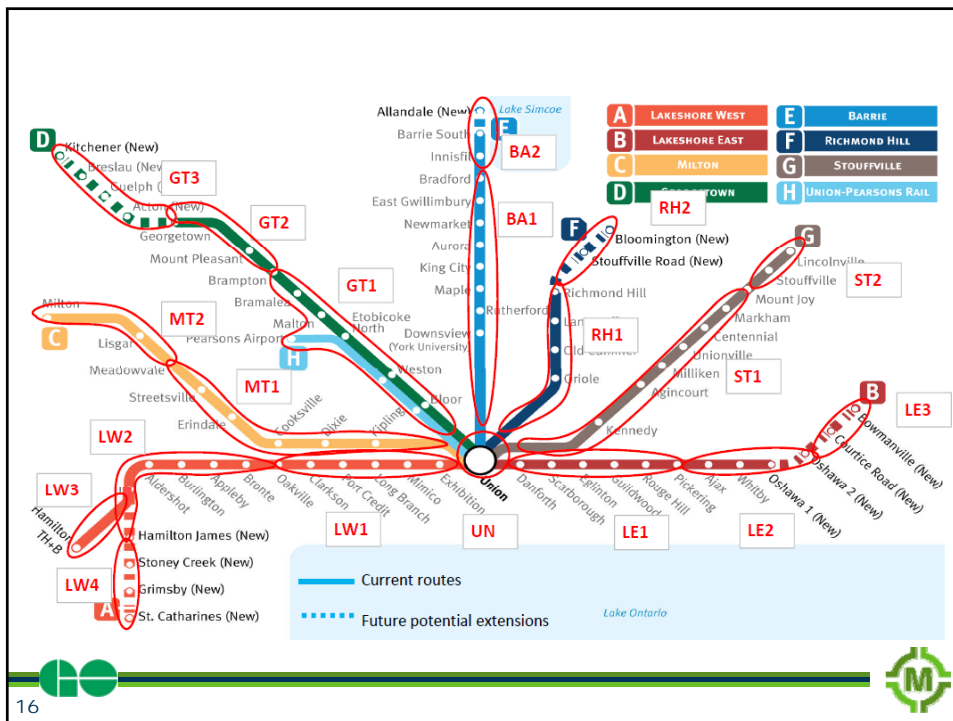 Allandale (New)
Lake Simcoe
Barrie South
E
Innisfil
BA2
Bradford
East Gwillimbury
Newmarket
BA1
Aurora
King City
Maple
Rutherford
Downsview
(York University)
A LAKESHORE WEST
B LAKESHORE EAST
C MILTON
D GEORGETOWN
E BARRIE
F RICHMOND HILL
G STOUFFVILLE
H UNION-PEARSONS RAIL
D
Kitchener (New)
Breslau (New)
Guelph (
Acton (New)
GT3
Georgetown
GT2
Mount Pleasant
Brampton
Bramalea
GT1
Malton
Etobicoke
North
Pearsons Airport
H
Weston
Bloor
RH2
F
Bloomington (New)
Stouffville Road (New)
Richmond Hill
RH1
Oriole
G
Lincolnville
Stouffville
ST2
Mount Joy
Markham
Centennial
Unionville
Milliken
ST1
Agincourt
Kennedy
Milton
C
MT2
Lisgar
Meadowvale
MT1
Streetsville
Erindale
Cooksville
Dixie
Kipling
LW2
LW3
Hamilton
TH+B
Aldershot
Burlington
Appleby
Bronte
Oakville
Clarkson
Port Credit
Long Branch
Mimico
Exhibition
Union
LW1
UN
Hamilton James (New)
Stoney Creek (New)
LW4
Grimsby (New)
A
St. Catharines (New)
Danforth
Scarborough
Eglinton
Guildwood
Rouge Hill
Pickering
Ajax
Whitby
Oshawa 1 (New)
Oshawa 2 (New)
Courtice Road (New)
Bowmanville (New)
B
LE3
LE1
LE2
Current routes
Future potential extensions
Lake Ontario
GO
M
16